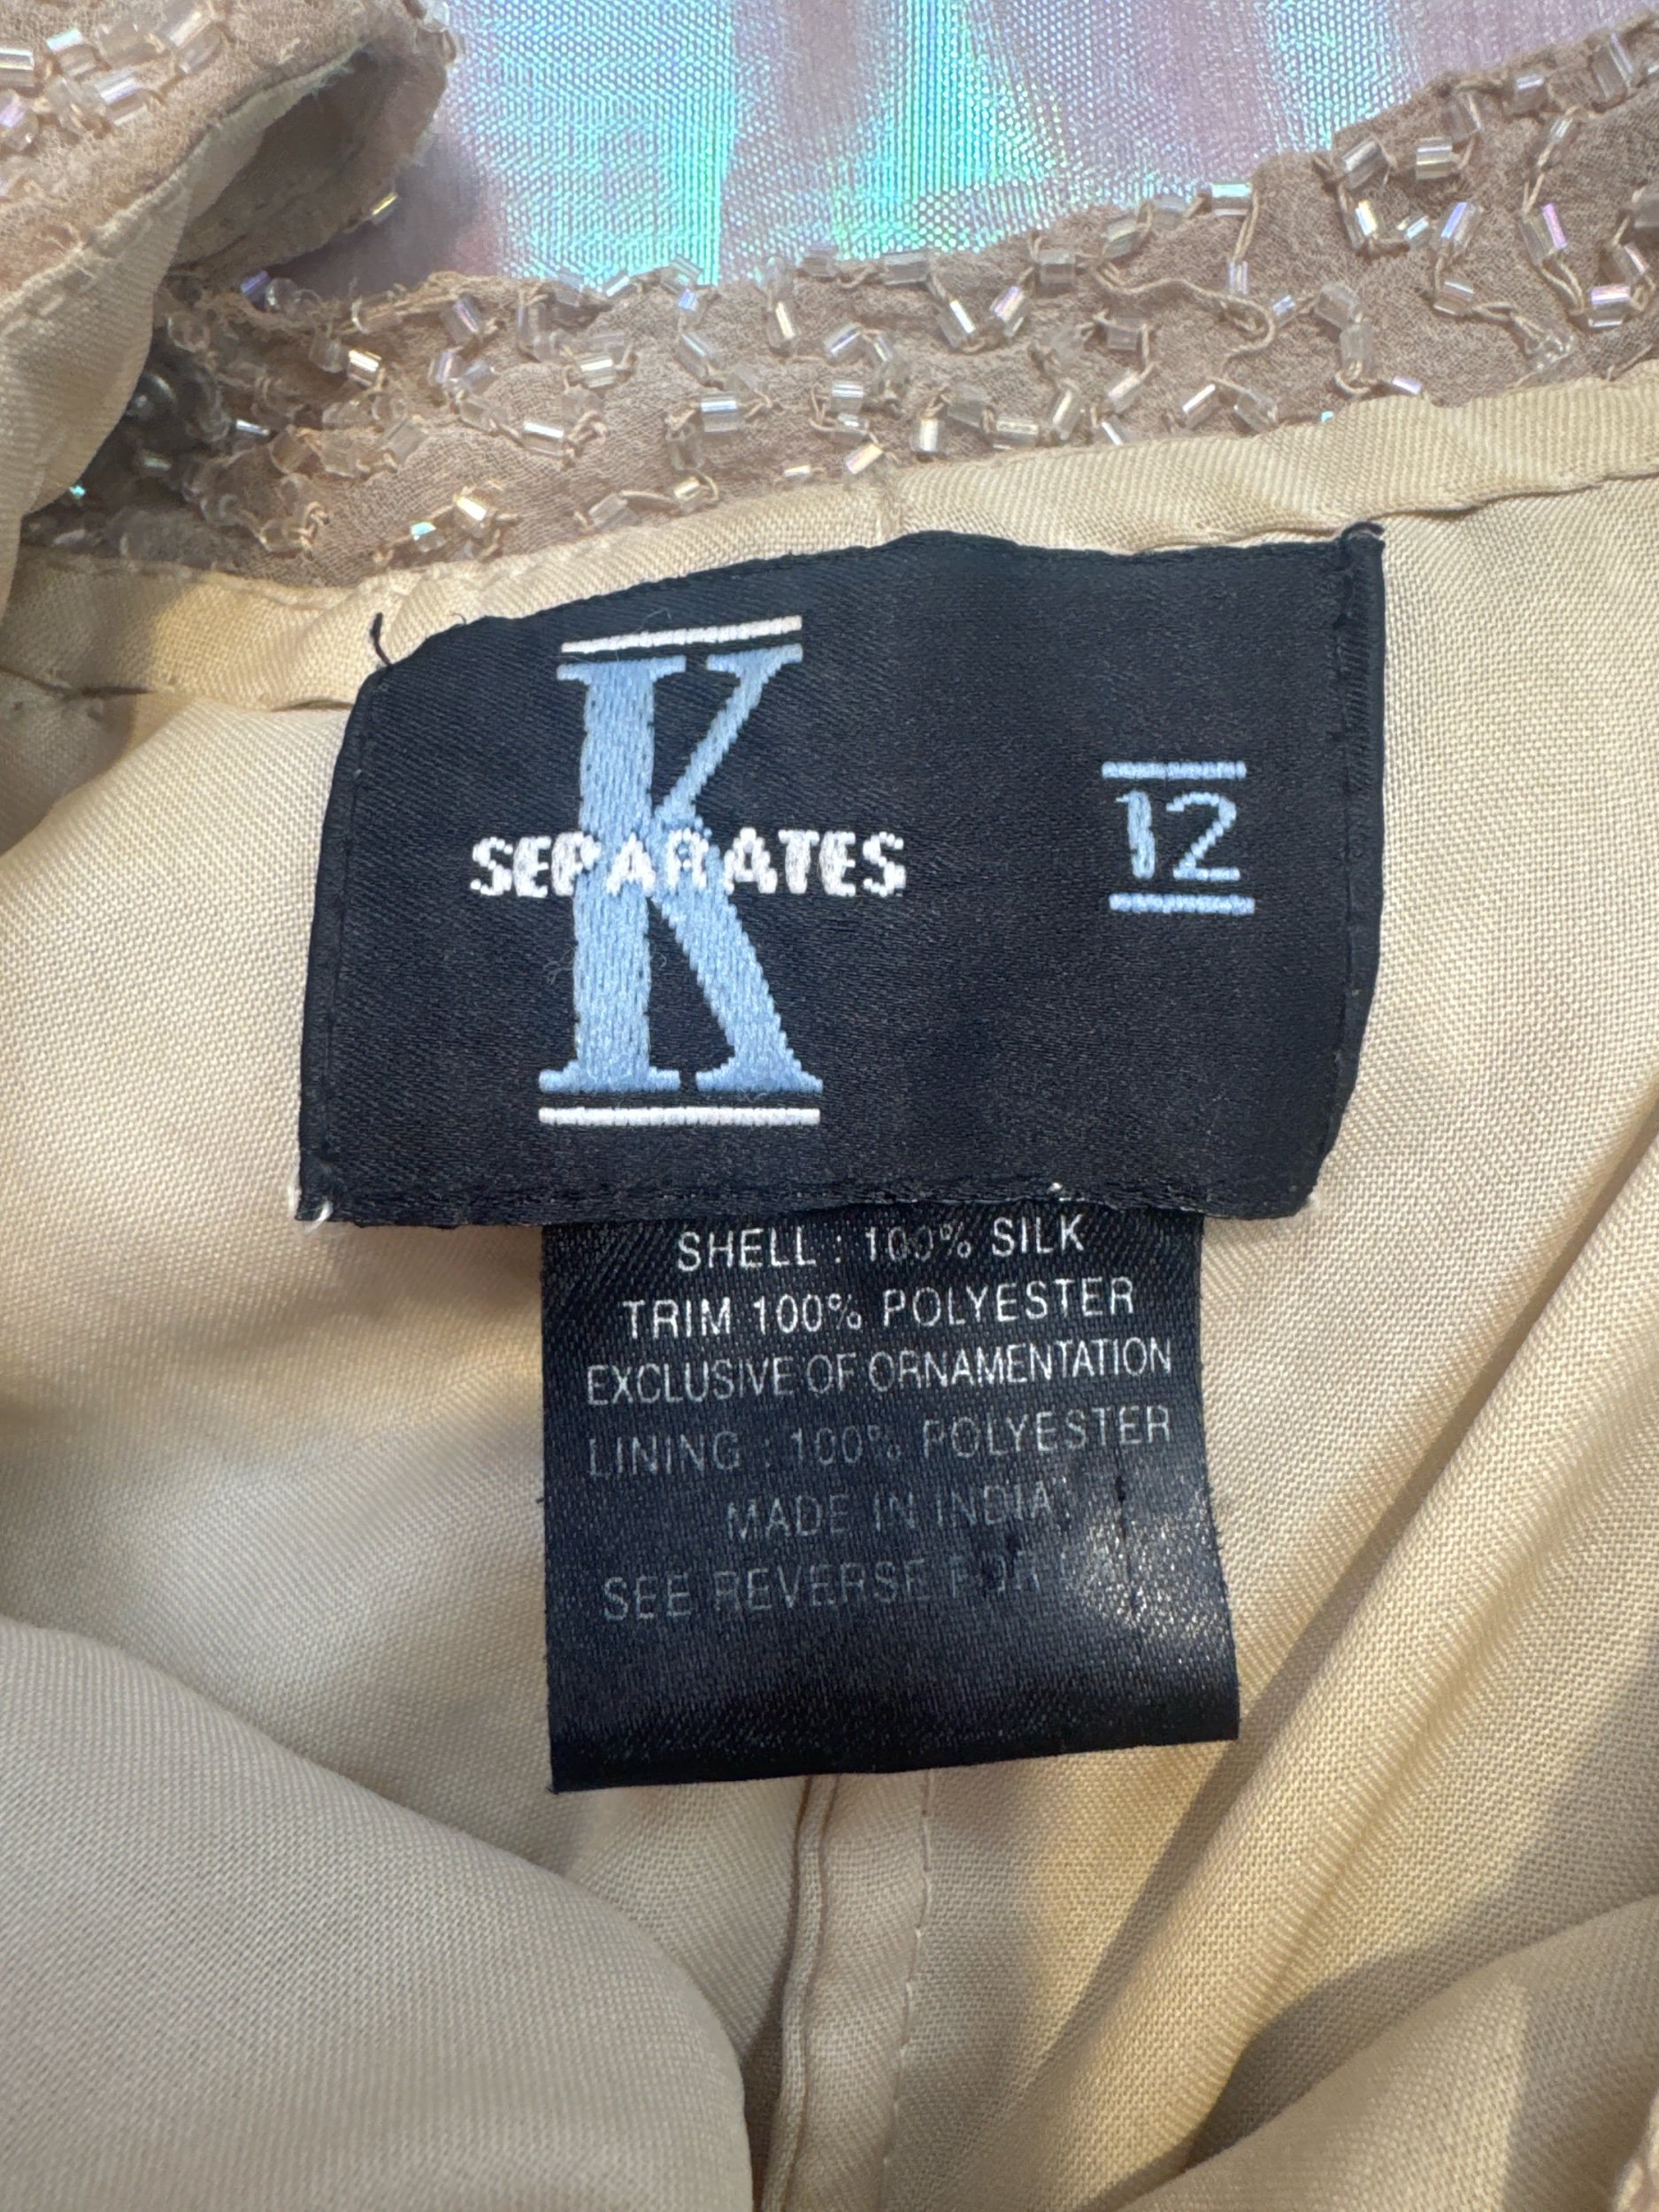 K
SEPARATES
12
SHELL : 100% SILK
TRIM 100% POLYESTER
EXCLUSIVE OF ORNAMENTATION
LINING : 100% POLYESTER
MADE IN INDIA
SEE REVERSE FOR